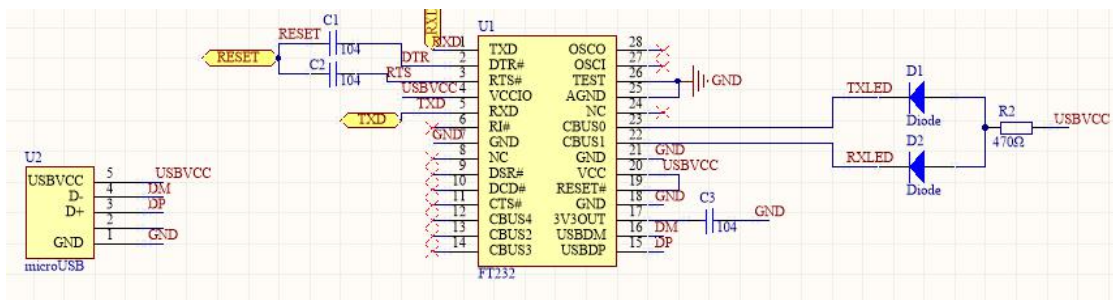 RESET
RESET
C1
104
C2
104
DTR
RTS
USBVCC
TXD
TXD
RXD
RXD
GND
U1
1 TXD OSCO 28
2 DTR# OSCI 27
3 RTS# TEST 26
4 VCCIO AGND 25
5 RXD NC 24
6 RI# CBUS0 23
7 GND CBUS1 22
8 NC GND 21
9 DSR# VCC 20
10 DCD# RESET# 19
11 CTS# GND 18
12 CBUS4 3V3OUT 17
13 CBUS2 USBDM 16
14 CBUS3 USBDP 15
FT232
GND
GND
USBVCC
GND
DM
DP
C3
104
GND
TXLED
RXLED
D1
Diode
D2
Diode
R2
470Ω
USBVCC
U2
USBVCC 5 USBVCC
D- 4 DM
D+ 3 DP
2
GND 1 GND
microUSB